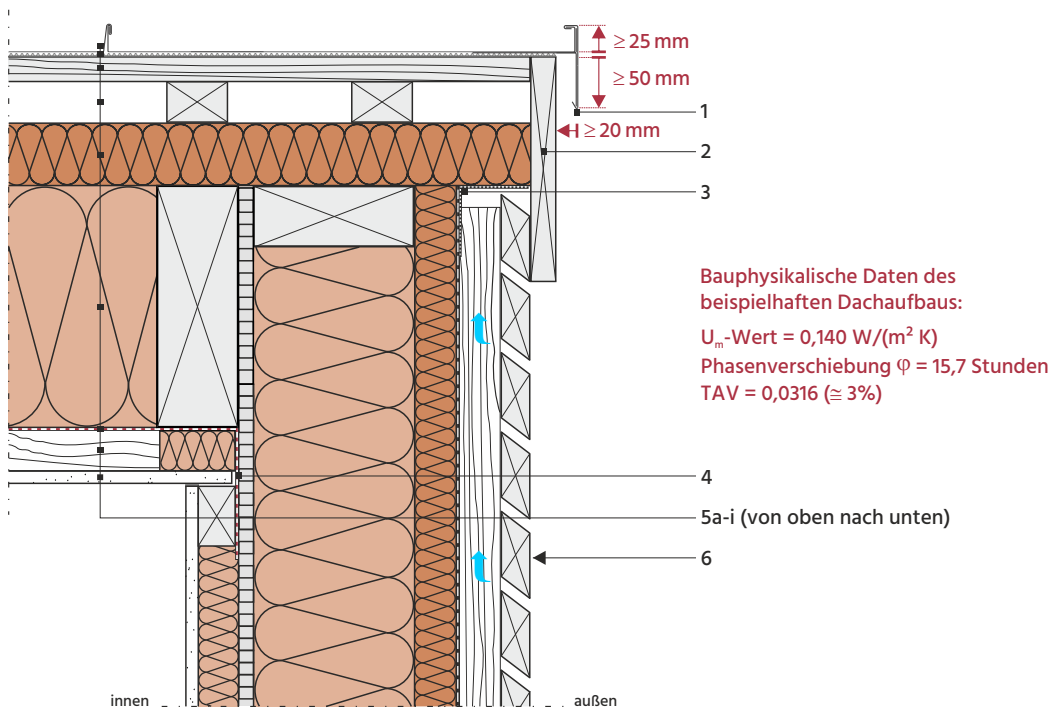 ≥ 25 mm
≥ 50 mm
1
≥ 20 mm
2
3
Bauphysikalische Daten des
beispielhaften Dachaufbaus:
Uₘ-Wert = 0,140 W/(m² K)
Phasenverschiebung φ = 15,7 Stunden
TAV = 0,0316 (≅ 3%)
4
5a-i (von oben nach unten)
6
innen
außen